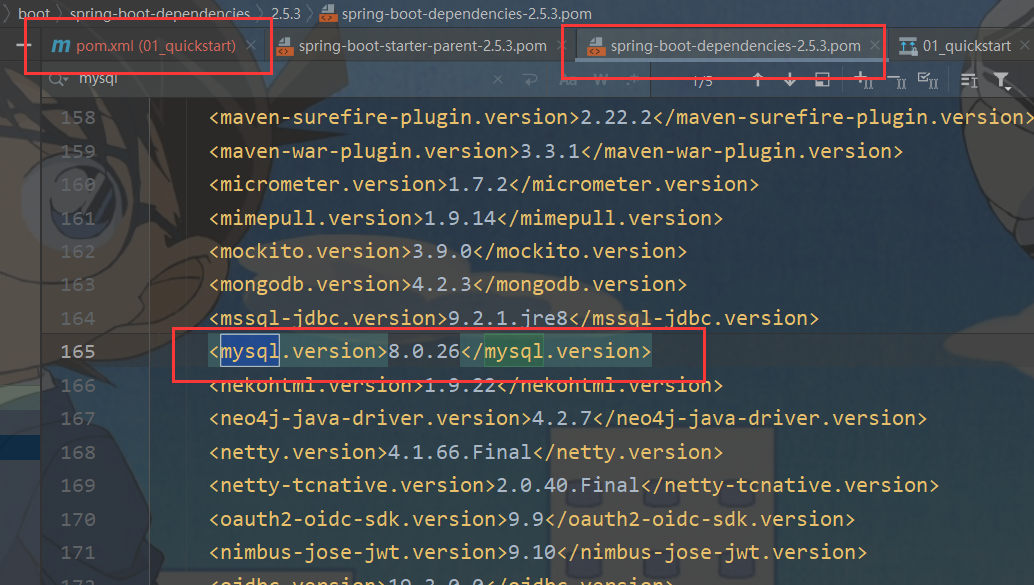 boot spring-boot-dependencies 2.5.3 spring-boot-dependencies-2.5.3.pom
m pom.xml (01_quickstart) spring-boot-starter-parent-2.5.3.pom spring-boot-dependencies-2.5.3.pom 01_quickstart
mysql Aa W .* 1/5
158 <maven-surefire-plugin.version>2.22.2</maven-surefire-plugin.version>
159 <maven-war-plugin.version>3.3.1</maven-war-plugin.version>
160 <micrometer.version>1.7.2</micrometer.version>
161 <mimepull.version>1.9.14</mimepull.version>
162 <mockito.version>3.9.0</mockito.version>
163 <mongodb.version>4.2.3</mongodb.version>
164 <mssql-jdbc.version>9.2.1.jre8</mssql-jdbc.version>
165 <mysql.version>8.0.26</mysql.version>
166 <nekohtml.version>1.9.22</nekohtml.version>
167 <neo4j-java-driver.version>4.2.7</neo4j-java-driver.version>
168 <netty.version>4.1.66.Final</netty.version>
169 <netty-tcnative.version>2.0.40.Final</netty-tcnative.version>
170 <oauth2-oidc-sdk.version>9.9</oauth2-oidc-sdk.version>
171 <nimbus-jose-jwt.version>9.10</nimbus-jose-jwt.version>